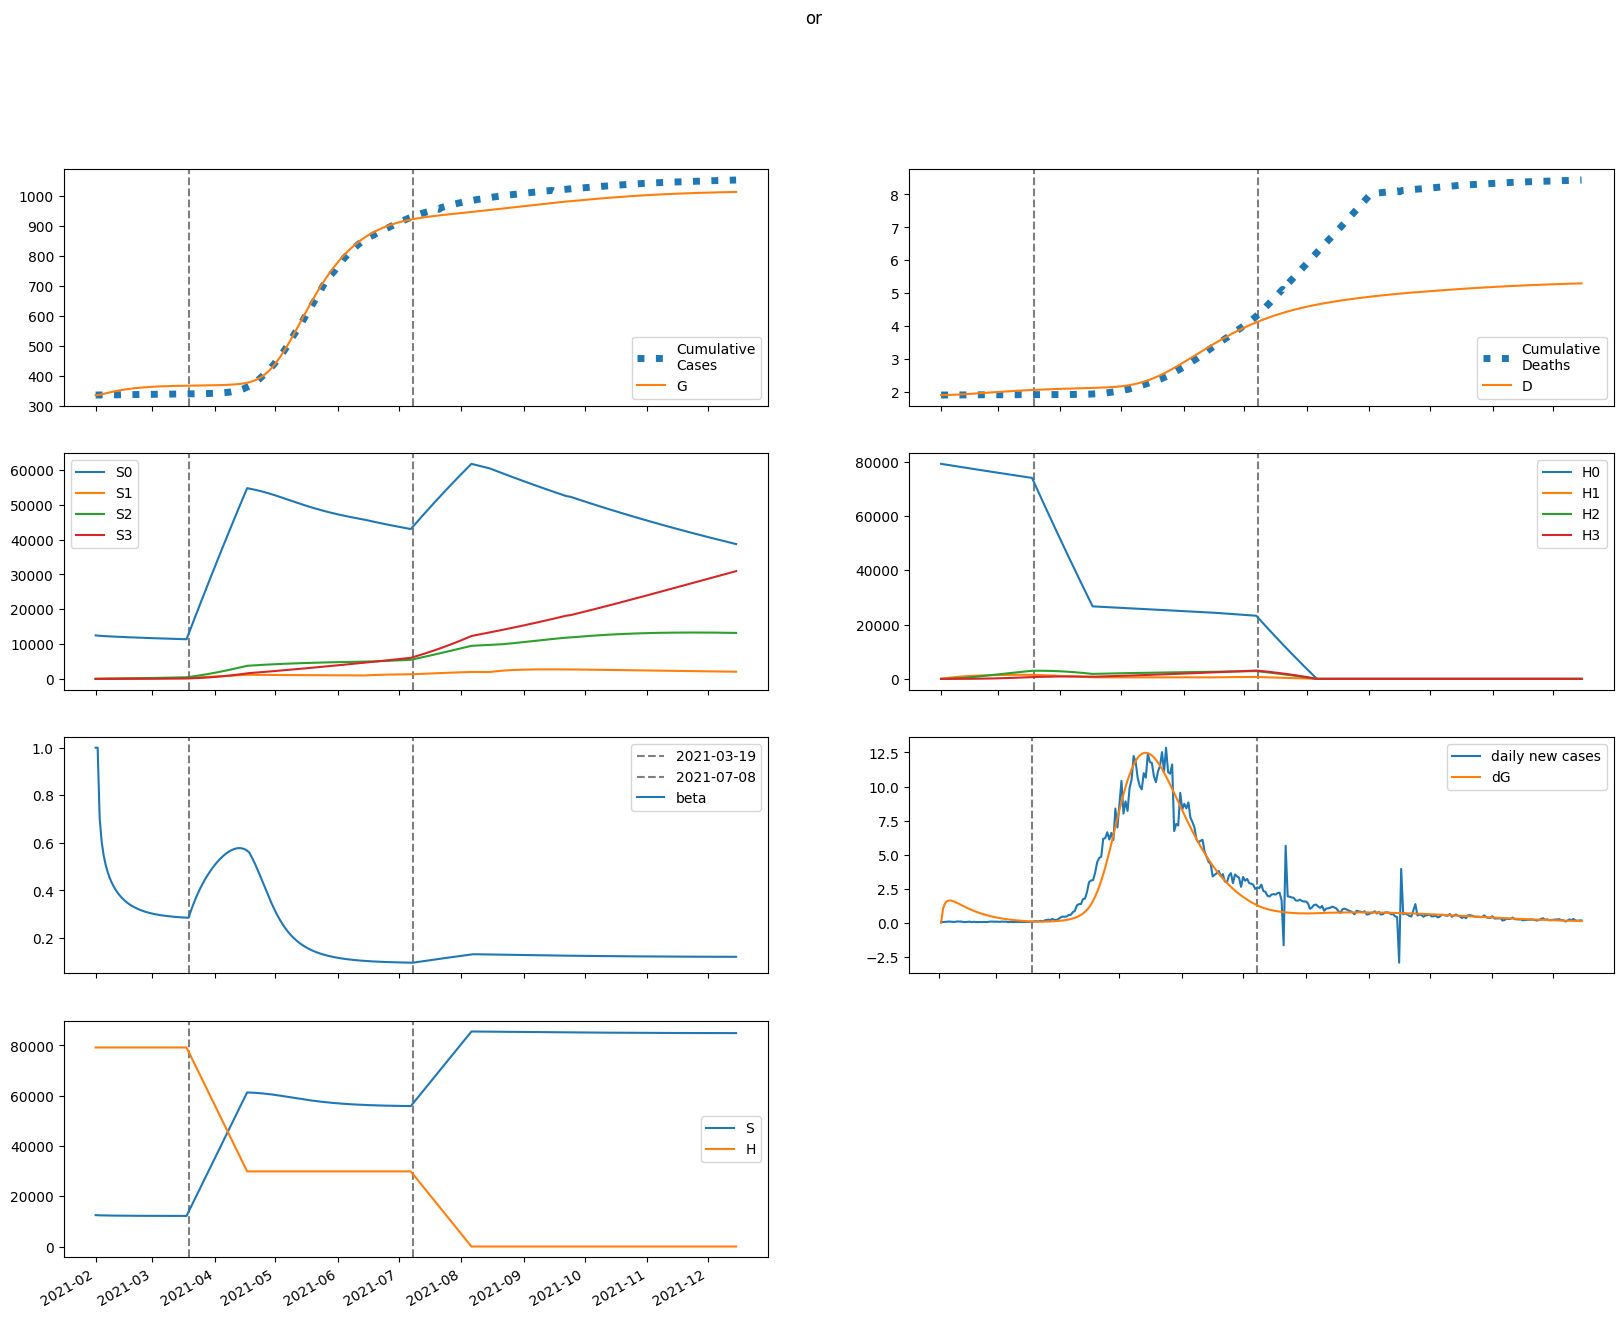 or
1000
900
800
700
600
500
400
300
Cumulative
Cases
G
8
7
6
5
4
3
2
Cumulative
Deaths
D
60000
50000
40000
30000
20000
10000
0
S0
S1
S2
S3
80000
60000
40000
20000
0
H0
H1
H2
H3
1.0
0.8
0.6
0.4
0.2
2021-03-19
2021-07-08
beta
12.5
10.0
7.5
5.0
2.5
0.0
−2.5
daily new cases
dG
80000
60000
40000
20000
0
S
H
2021-02
2021-03
2021-04
2021-05
2021-06
2021-07
2021-08
2021-09
2021-10
2021-11
2021-12